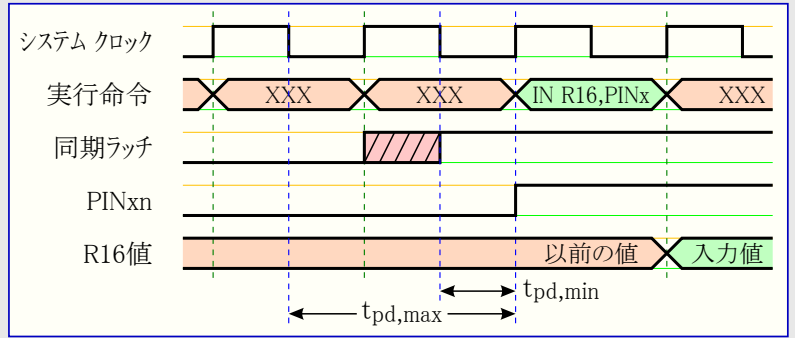 システム クロック
実行命令 XXX XXX IN R16,PINx XXX
同期ラッチ
PINxn
R16値 以前の値 入力値
tpd,min
tpd,max